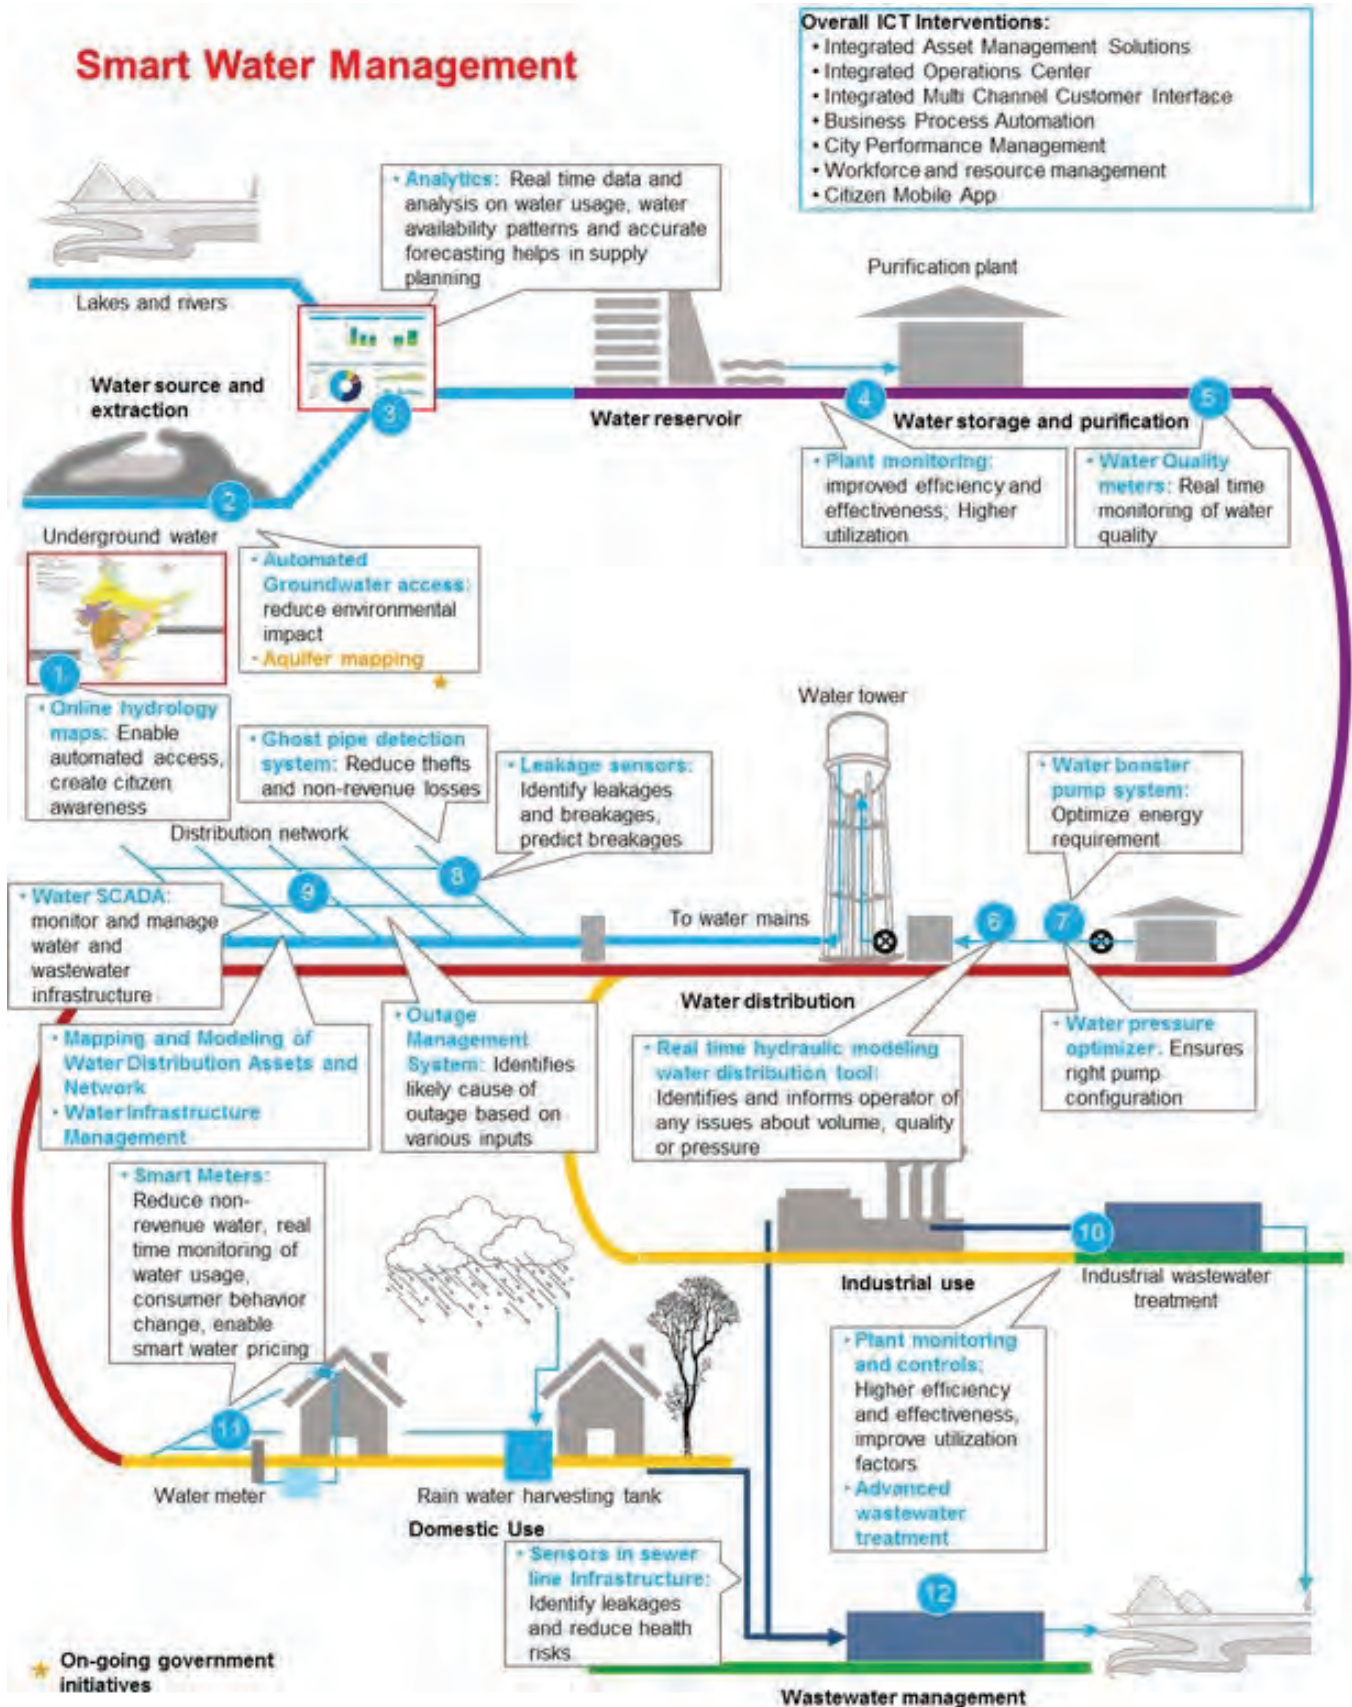 Smart Water Management
Overall ICT Interventions:
• Integrated Asset Management Solutions
• Integrated Operations Center
• Integrated Multi Channel Customer Interface
• Business Process Automation
• City Performance Management
• Workforce and resource management
• Citizen Mobile App
• Analytics: Real time data and
analysis on water usage, water
availability patterns and accurate
forecasting helps in supply
planning
Lakes and rivers
Purification plant
Water source and
extraction
3
Water reservoir
4
Water storage and purification
5
• Plant monitoring:
improved efficiency and
effectiveness; Higher
utilization
• Water Quality
meters: Real time
monitoring of water
quality
2
Underground water
• Automated
Groundwater access:
reduce environmental
impact
• Aquifer mapping
1
• Online hydrology
maps: Enable
automated access,
create citizen
awareness
• Ghost pipe detection
system: Reduce thefts
and non-revenue losses
• Leakage sensors:
Identify leakages
and breakages,
predict breakages
Water tower
• Water bonster
pump system:
Optimize energy
requirement
Distribution network
8
9
• Water SCADA:
monitor and manage
water and
wastewater
infrastructure
To water mains
6
7
Water distribution
• Mapping and Modeling of
Water Distribution Assets and
Network
• Water Infrastructure
Management
• Outage
Management
System: Identifies
likely cause of
outage based on
various inputs
• Real time hydraulic modeling
water distribution tool:
Identifies and informs operator of
any issues about volume, quality
or pressure
• Water pressure
optimizer. Ensures
right pump
configuration
• Smart Meters:
Reduce non-
revenue water, real
time monitoring of
water usage,
consumer behavior
change, enable
smart water pricing
10
Industrial use
Industrial wastewater
treatment
• Plant monitoring
and controls:
Higher efficiency
and effectiveness,
improve utilization
factors
• Advanced
wastewater
treatment
11
Water meter
Rain water harvesting tank
Domestic Use
• Sensors in sewer
line Infrastructure:
Identify leakages
and reduce health
risks
12
Wastewater management
On-going government
initiatives